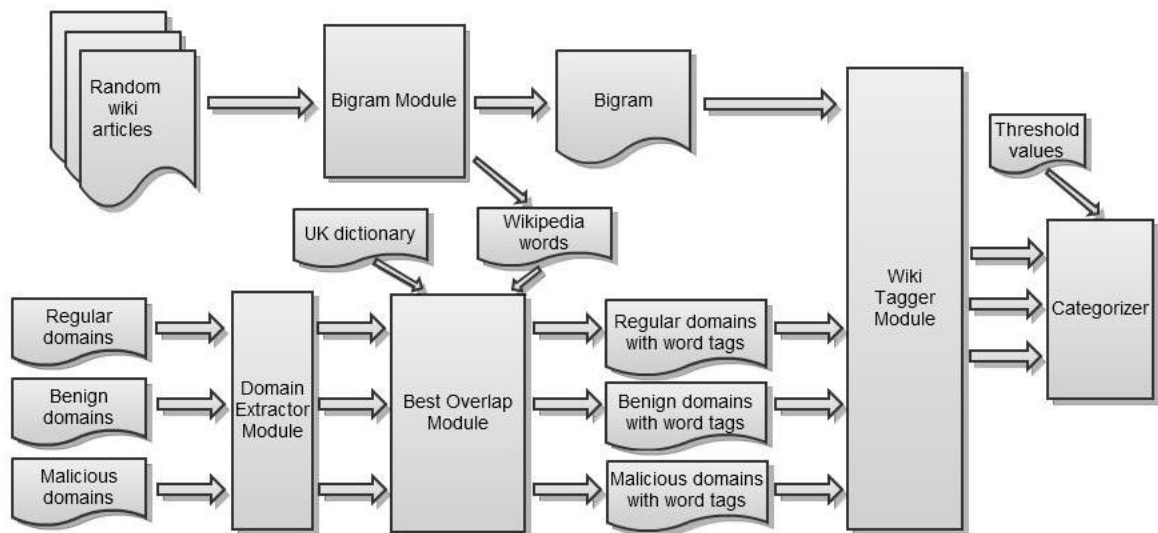 Random
wiki
articles
Bigram Module
Bigram
Threshold
values
UK dictionary
Wikipedia
words
Wiki
Tagger
Module
Categorizer
Regular
domains
Benign
domains
Malicious
domains
Domain
Extractor
Module
Best Overlap
Module
Regular domains
with word tags
Benign domains
with word tags
Malicious domains
with word tags